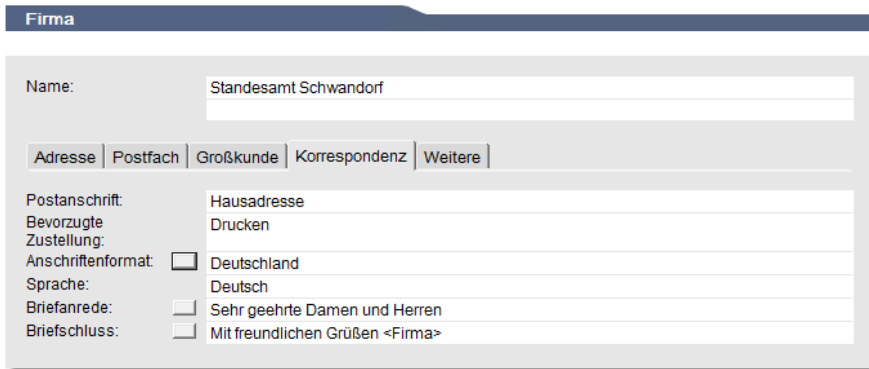 Firma
Name: Standesamt Schwandorf
Adresse Postfach Großkunde Korrespondenz Weitere
Postanschrift: Hausadresse
Bevorzugte Drucken
Zustellung:
Anschriftenformat: Deutschland
Sprache: Deutsch
Briefanrede: Sehr geehrte Damen und Herren
Briefschluss: Mit freundlichen Grüßen <Firma>